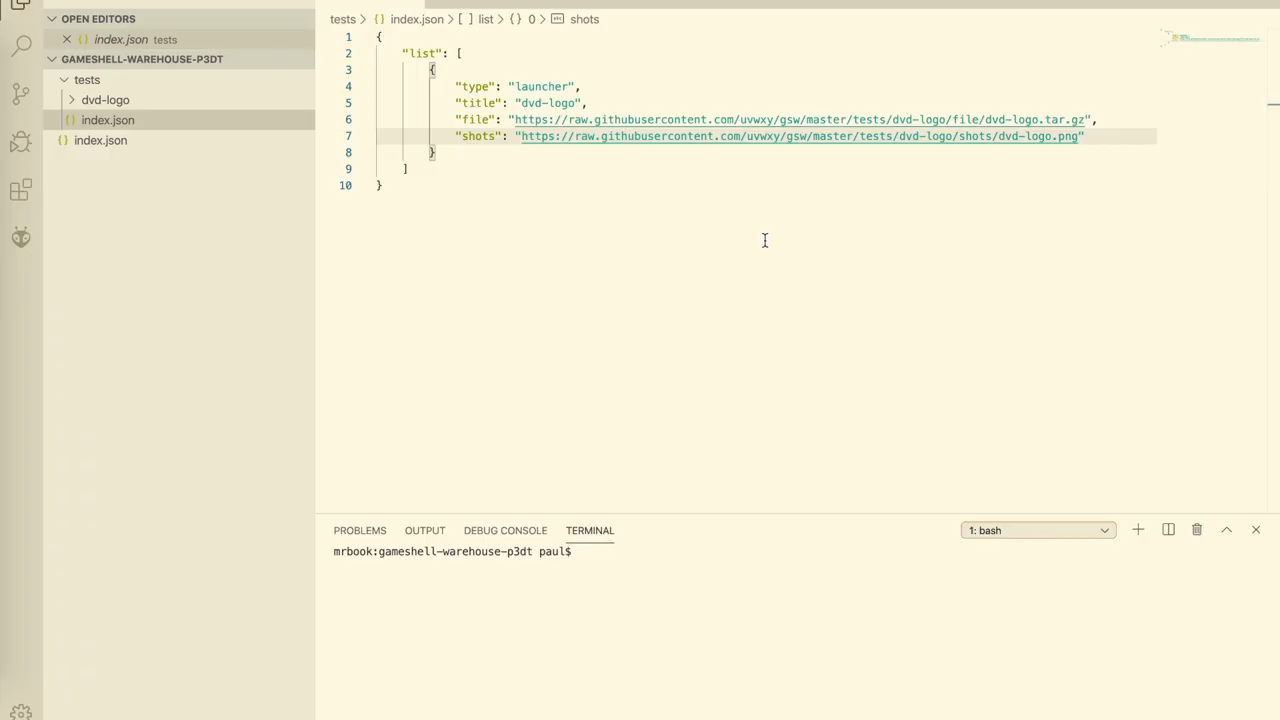 OPEN EDITORS
index.json tests
GAMESHELL-WAREHOUSE-P3DT
tests
dvd-logo
index.json
index.json
tests > {} index.json > [ ] list > {} 0 > shots
1 {
2 "list": [
3 {
4 "type": "launcher",
5 "title": "dvd-logo",
6 "file": "https://raw.githubusercontent.com/uvwxy/gsw/master/tests/dvd-logo/file/dvd-logo.tar.gz",
7 "shots": "https://raw.githubusercontent.com/uvwxy/gsw/master/tests/dvd-logo/shots/dvd-logo.png"
8 }
9 ]
10 }
PROBLEMS OUTPUT DEBUG CONSOLE TERMINAL 1: bash
mrbook:gameshell-warehouse-p3dt paul$